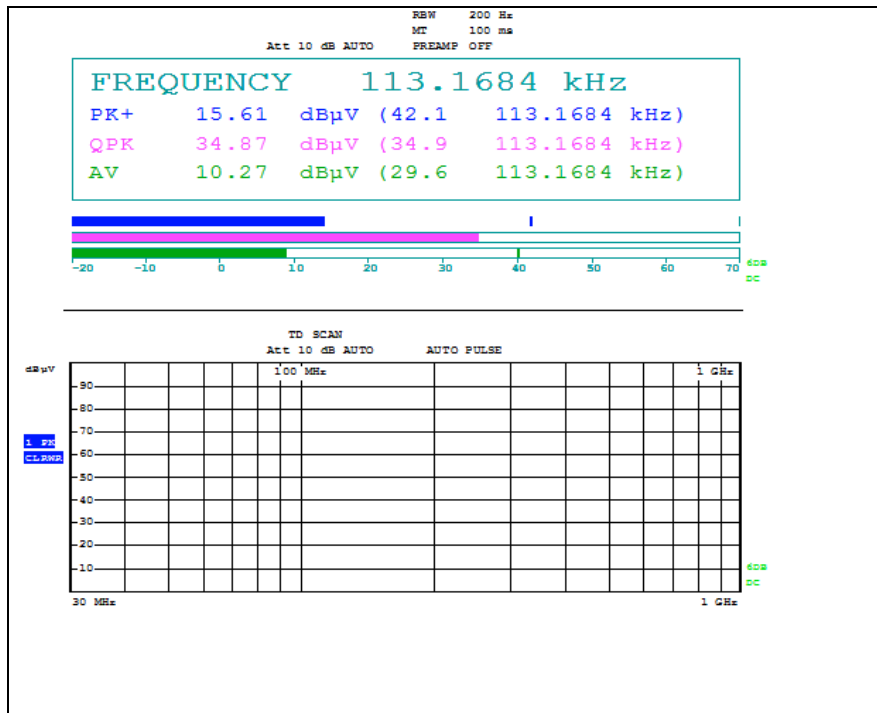 RBW 200 Hz
MT 100 ms
Att 10 dB AUTO PREAMP OFF
FREQUENCY 113.1684 kHz
PK+ 15.61 dBµV (42.1 113.1684 kHz)
QPK 34.87 dBµV (34.9 113.1684 kHz)
AV 10.27 dBµV (29.6 113.1684 kHz)
-20 -10 0 10 20 30 40 50 60 70
6DB
DC
TD SCAN
Att 10 dB AUTO AUTO PULSE
dBµV
100 MHz 1 GHz
90
80
70
1 PK
CLRWR
60
50
40
30
20
10
6DB
DC
30 MHz 1 GHz